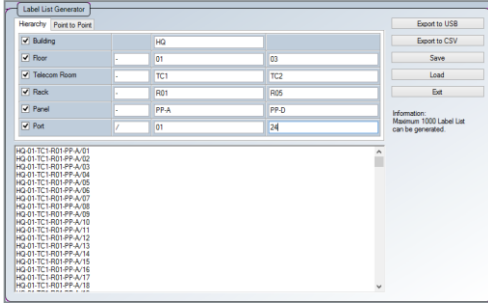 Label List Generator
Hierarchy Point to Point
Building HQ
Floor - 01 03
Telecom Room - TC1 TC2
Rack - R01 R05
Panel - PP-A PP-D
Port / 01 24
Export to USB
Export to CSV
Save
Load
Exit
Information:
Maximum 1000 Label List
can be generated.
HQ-01-TC1-R01-PP-A/01
HQ-01-TC1-R01-PP-A/02
HQ-01-TC1-R01-PP-A/03
HQ-01-TC1-R01-PP-A/04
HQ-01-TC1-R01-PP-A/05
HQ-01-TC1-R01-PP-A/06
HQ-01-TC1-R01-PP-A/07
HQ-01-TC1-R01-PP-A/08
HQ-01-TC1-R01-PP-A/09
HQ-01-TC1-R01-PP-A/10
HQ-01-TC1-R01-PP-A/11
HQ-01-TC1-R01-PP-A/12
HQ-01-TC1-R01-PP-A/13
HQ-01-TC1-R01-PP-A/14
HQ-01-TC1-R01-PP-A/15
HQ-01-TC1-R01-PP-A/16
HQ-01-TC1-R01-PP-A/17
HQ-01-TC1-R01-PP-A/18